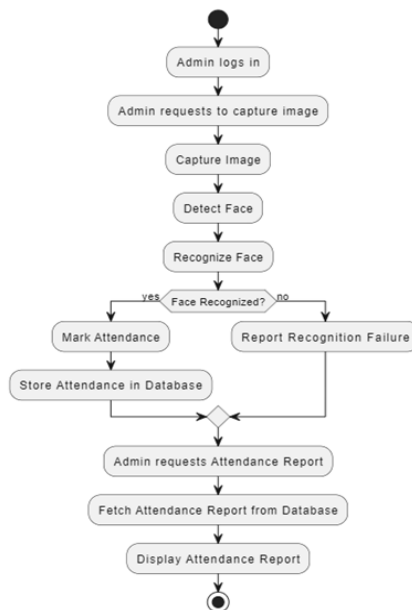 Admin logs in
Admin requests to capture image
Capture Image
Detect Face
Recognize Face
yes
Face Recognized?
no
Mark Attendance
Report Recognition Failure
Store Attendance in Database
Admin requests Attendance Report
Fetch Attendance Report from Database
Display Attendance Report